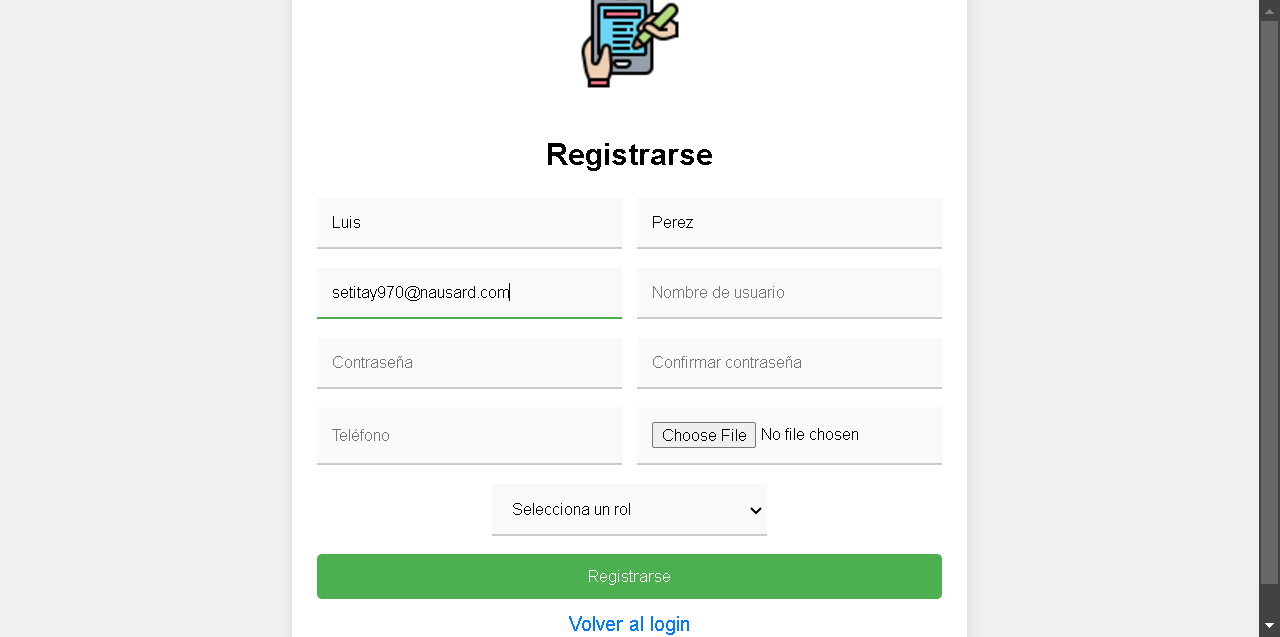 Registrarse
Luis
Perez
setitay970@nausard.com
Nombre de usuario
Contraseña
Confirmar contraseña
Teléfono
Choose File No file chosen
Selecciona un rol
Registrarse
Volver al login